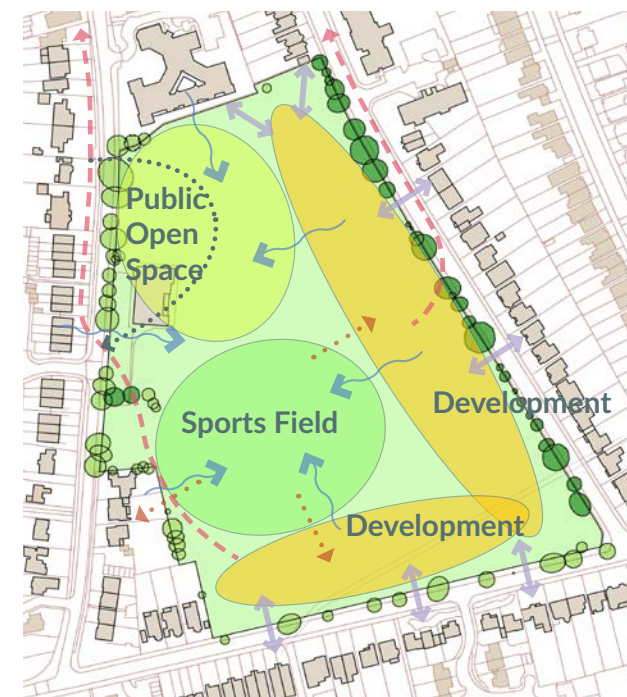 Public
Open
Space
Development
Sports Field
Development